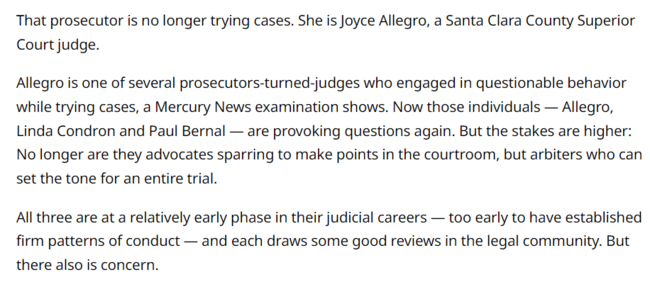 That prosecutor is no longer trying cases. She is Joyce Allegro, a Santa Clara County Superior
Court judge.
Allegro is one of several prosecutors-turned-judges who engaged in questionable behavior
while trying cases, a Mercury News examination shows. Now those individuals — Allegro,
Linda Condron and Paul Bernal — are provoking questions again. But the stakes are higher:
No longer are they advocates sparring to make points in the courtroom, but arbiters who can
set the tone for an entire trial.
All three are at a relatively early phase in their judicial careers — too early to have established
firm patterns of conduct — and each draws some good reviews in the legal community. But
there also is concern.